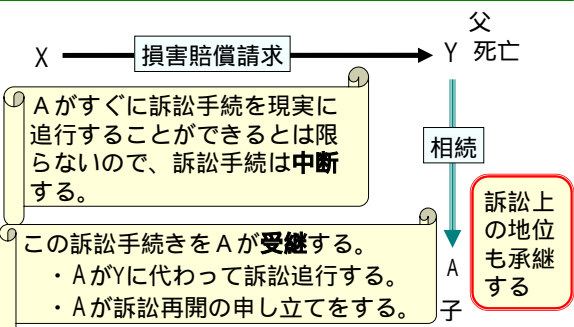 父
X
損害賠償請求
Y 死亡
Aがすぐに訴訟手続を現実に
追行することができるとは限
らないので、訴訟手続は中断
する。
相続
訴訟上
の地位
も承継
する
この訴訟手続きをAが受継する。
・AがYに代わって訴訟追行する。
・Aが訴訟再開の申し立てをする。
A
子